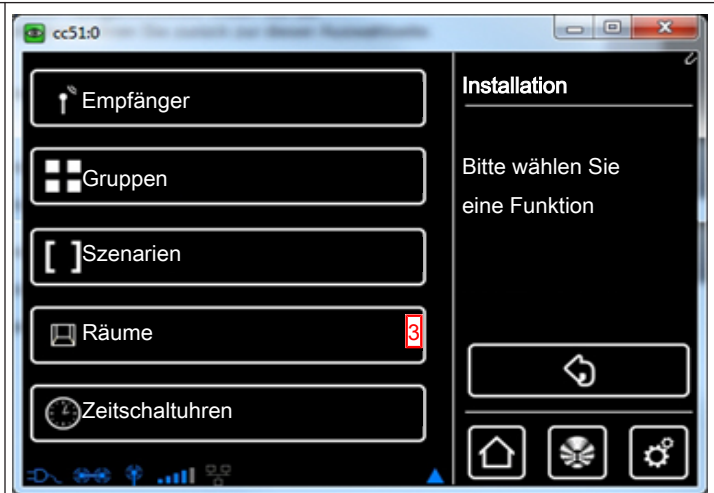 cc51:0
Empfänger
Gruppen
[ ]Szenarien
Räume 3
Zeitschaltuhren
Installation
Bitte wählen Sie
eine Funktion